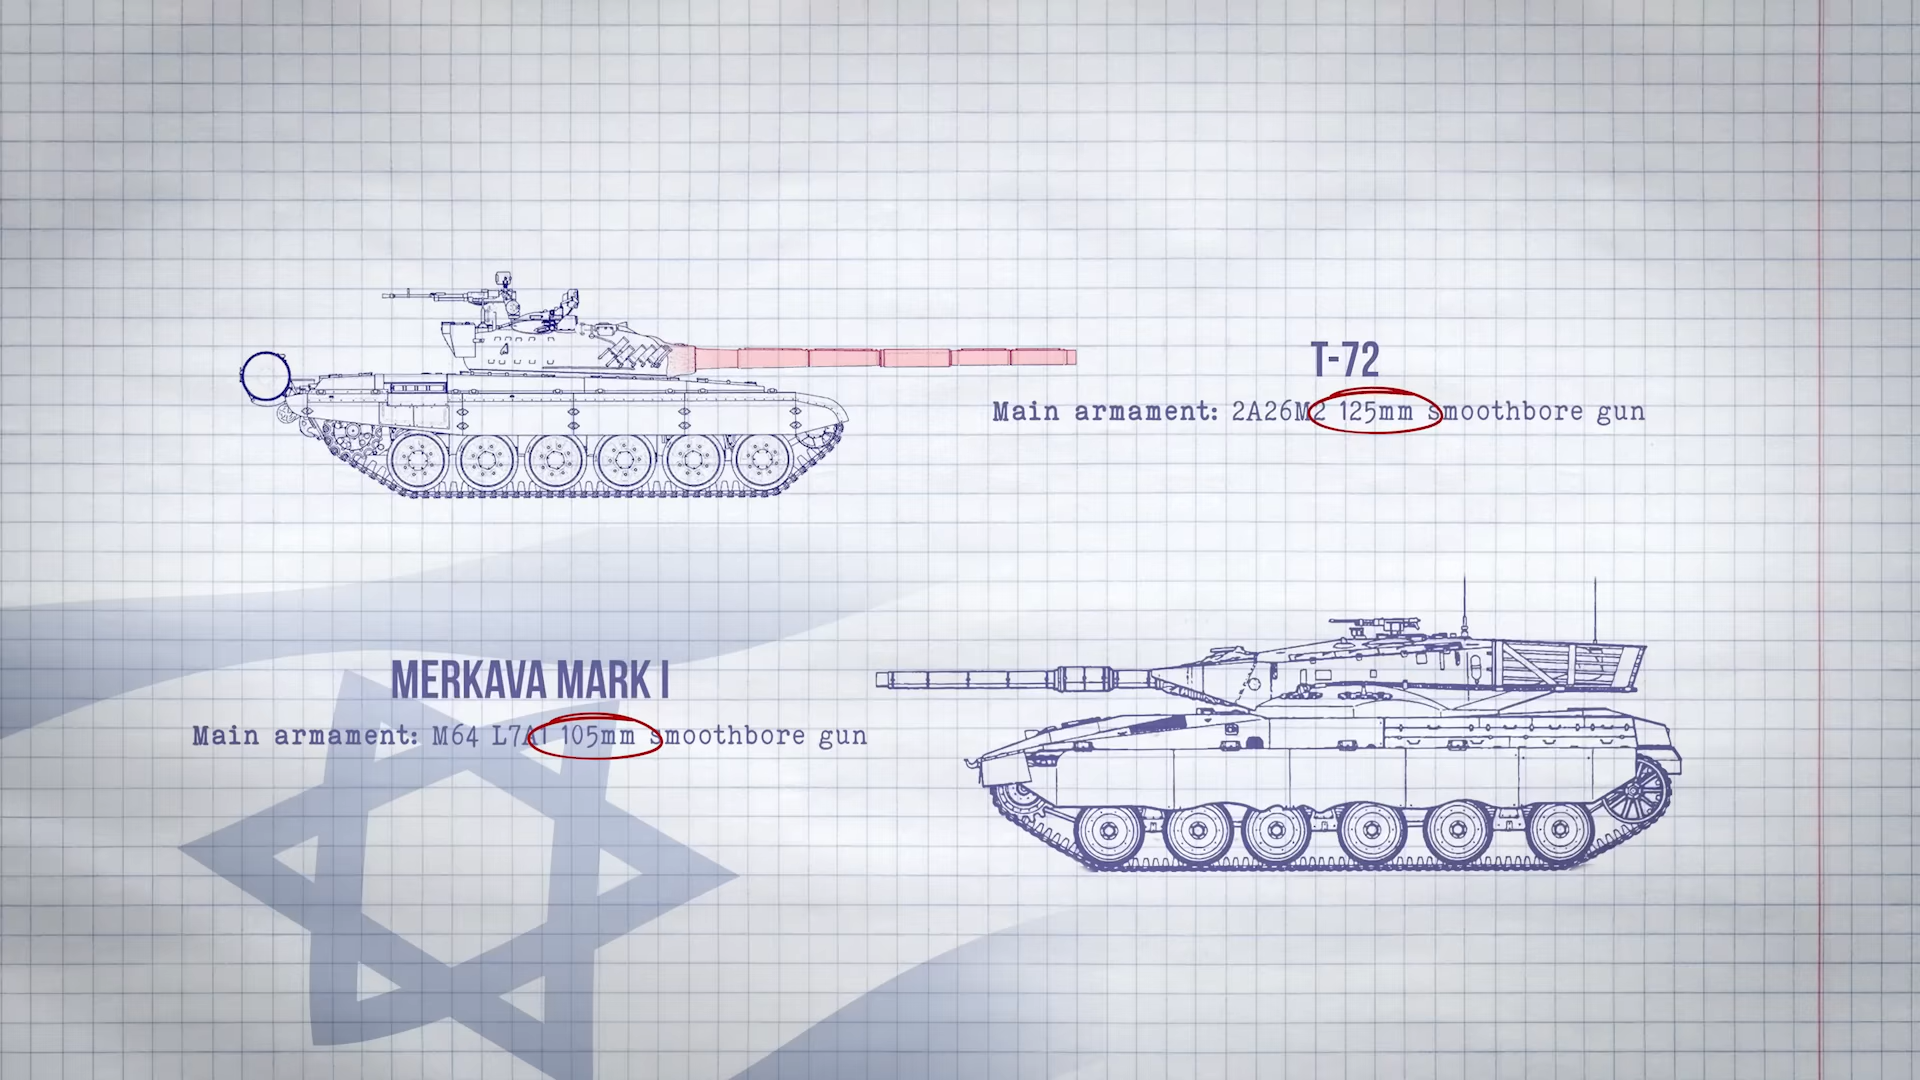 T-72
Main armament: 2A26M2 125mm smoothbore gun
MERKAVA MARK I
Main armament: M64 L7A1 105mm smoothbore gun